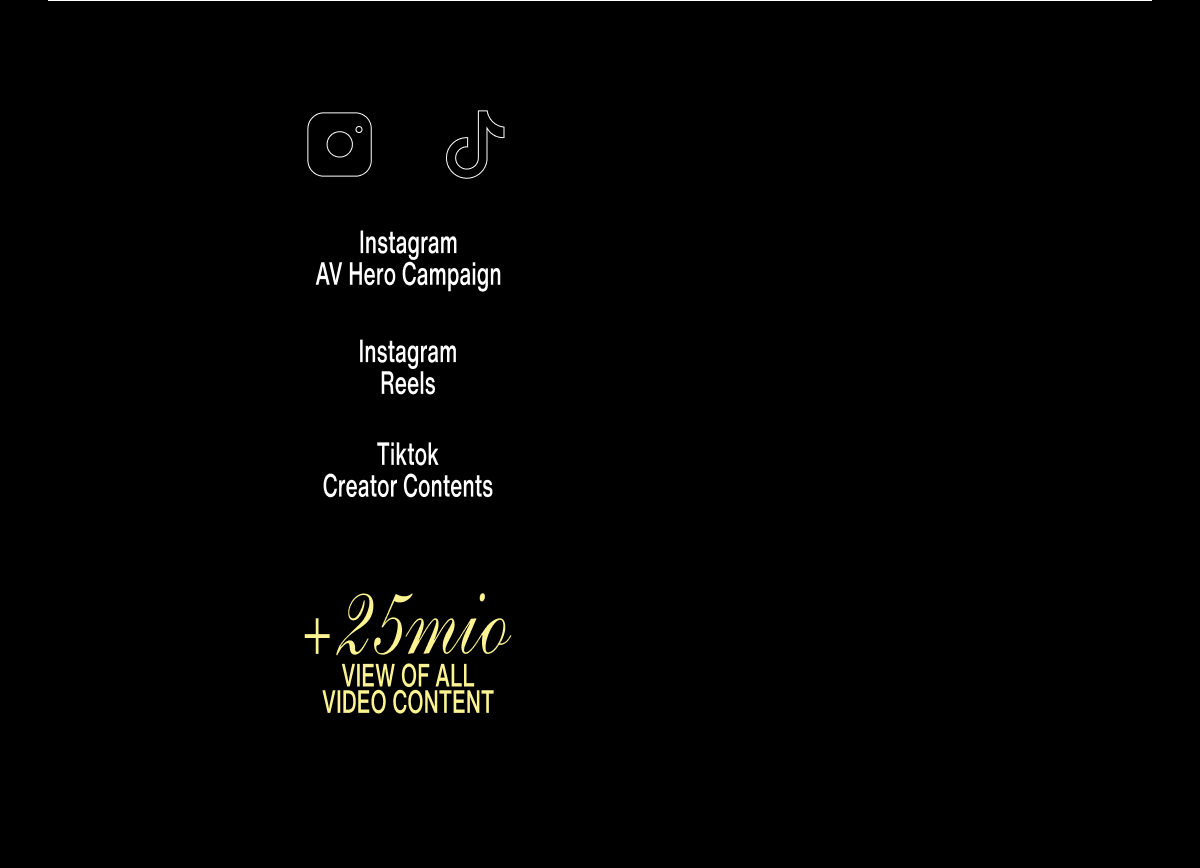 Instagram
AV Hero Campaign
Instagram
Reels
Tiktok
Creator Contents
+25mio
VIEW OF ALL
VIDEO CONTENT